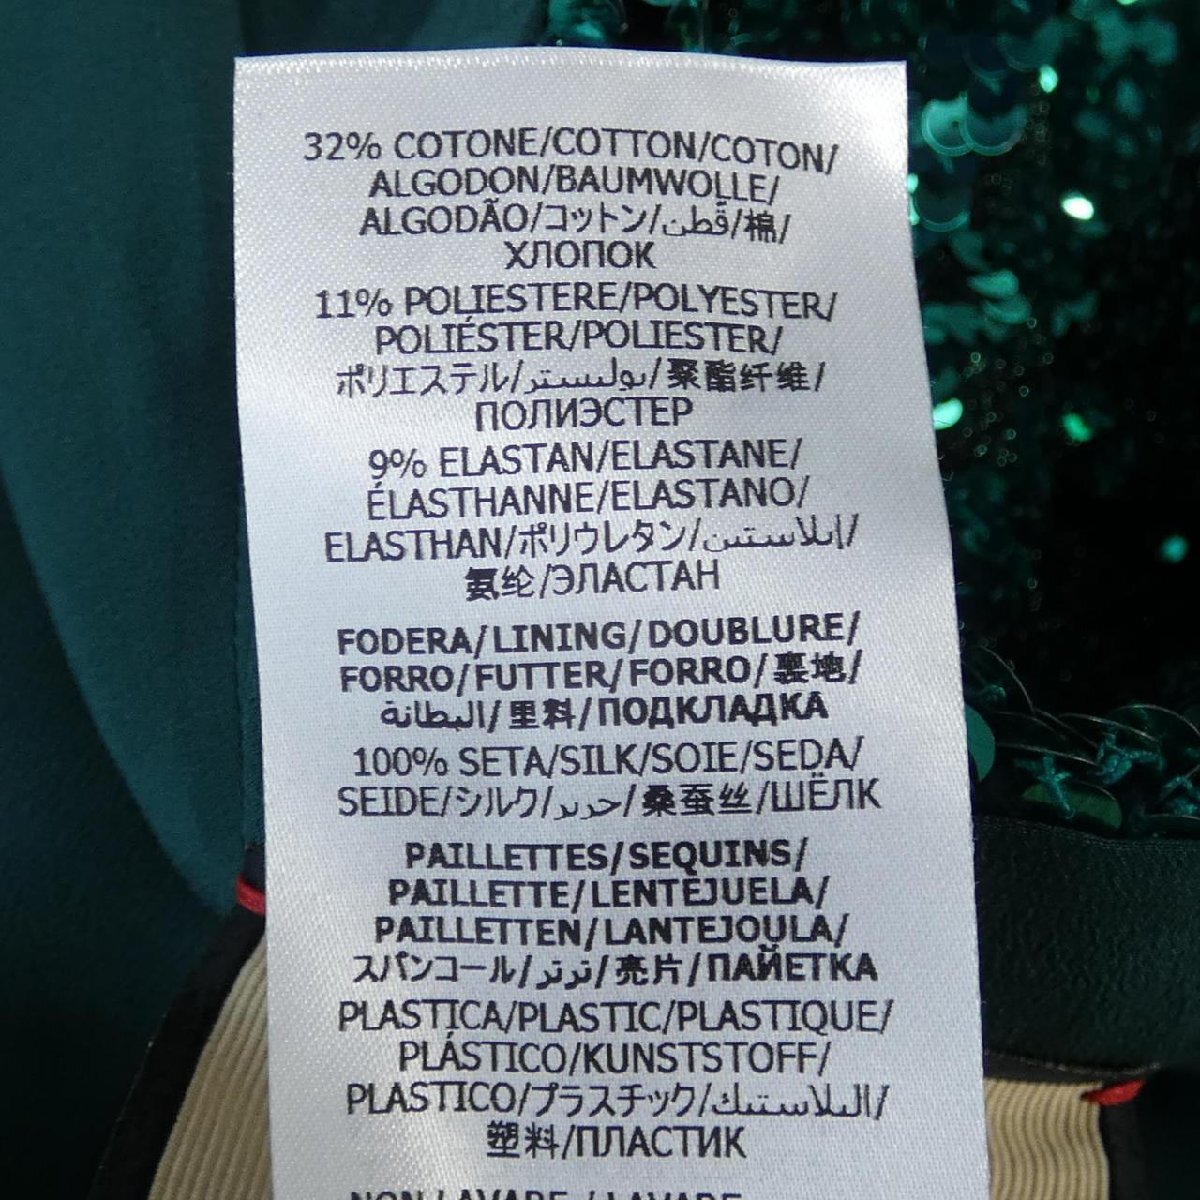 32% COTONE/COTTON/COTON/
ALGODON/BAUMWOLLE/
ALGODÃO/コットン/قطن/棉/
ХЛОПОК
11% POLIESTERE/POLYESTER/
POLIÉSTER/POLIESTER/
ポリエステル/بوليستر/聚酯纤维/
ПОЛИЭСТЕР
9% ELASTAN/ELASTANE/
ÉLASTHANNE/ELASTANO/
ELASTHAN/ポリウレタン/إيلاستين/
氨纶/ЭЛАСТАН
FODERA/LINING/DOUBLURE/
FORRO/FUTTER/FORRO/裏地/
البطانة/里料/ПОДКЛАДКА
100% SETA/SILK/SOIE/SEDA/
SEIDE/シルク/حرير/桑蚕丝/ШЁЛК
PAILLETTES/SEQUINS/
PAILLETTE/LENTEJUELA/
PAILLETTEN/LANTEJOULA/
スパンコール/ترتر/亮片/ПАЙЕТКА
PLASTICA/PLASTIC/PLASTIQUE/
PLÁSTICO/KUNSTSTOFF/
PLASTICO/プラスチック/البلاستيك/
塑料/ПЛАСТИК
NON LAVARE / LAVARE